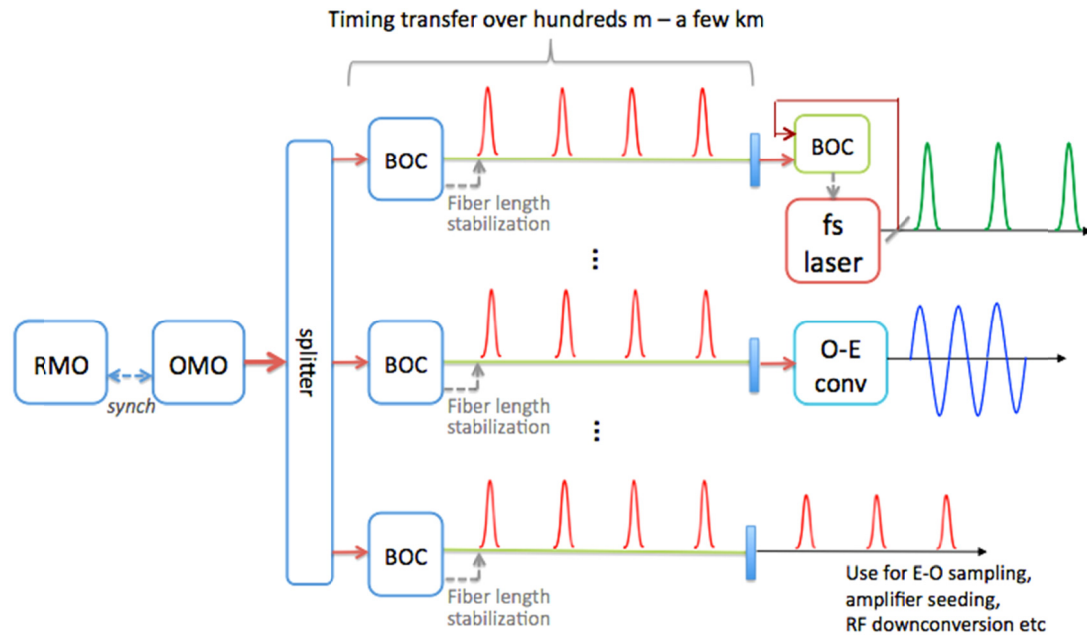 Timing transfer over hundreds m – a few km
BOC
Fiber length
stabilization
BOC
fs
laser
...
RMO
synch
OMO
splitter
BOC
Fiber length
stabilization
O-E
conv
...
BOC
Fiber length
stabilization
Use for E-O sampling,
amplifier seeding,
RF downconversion etc